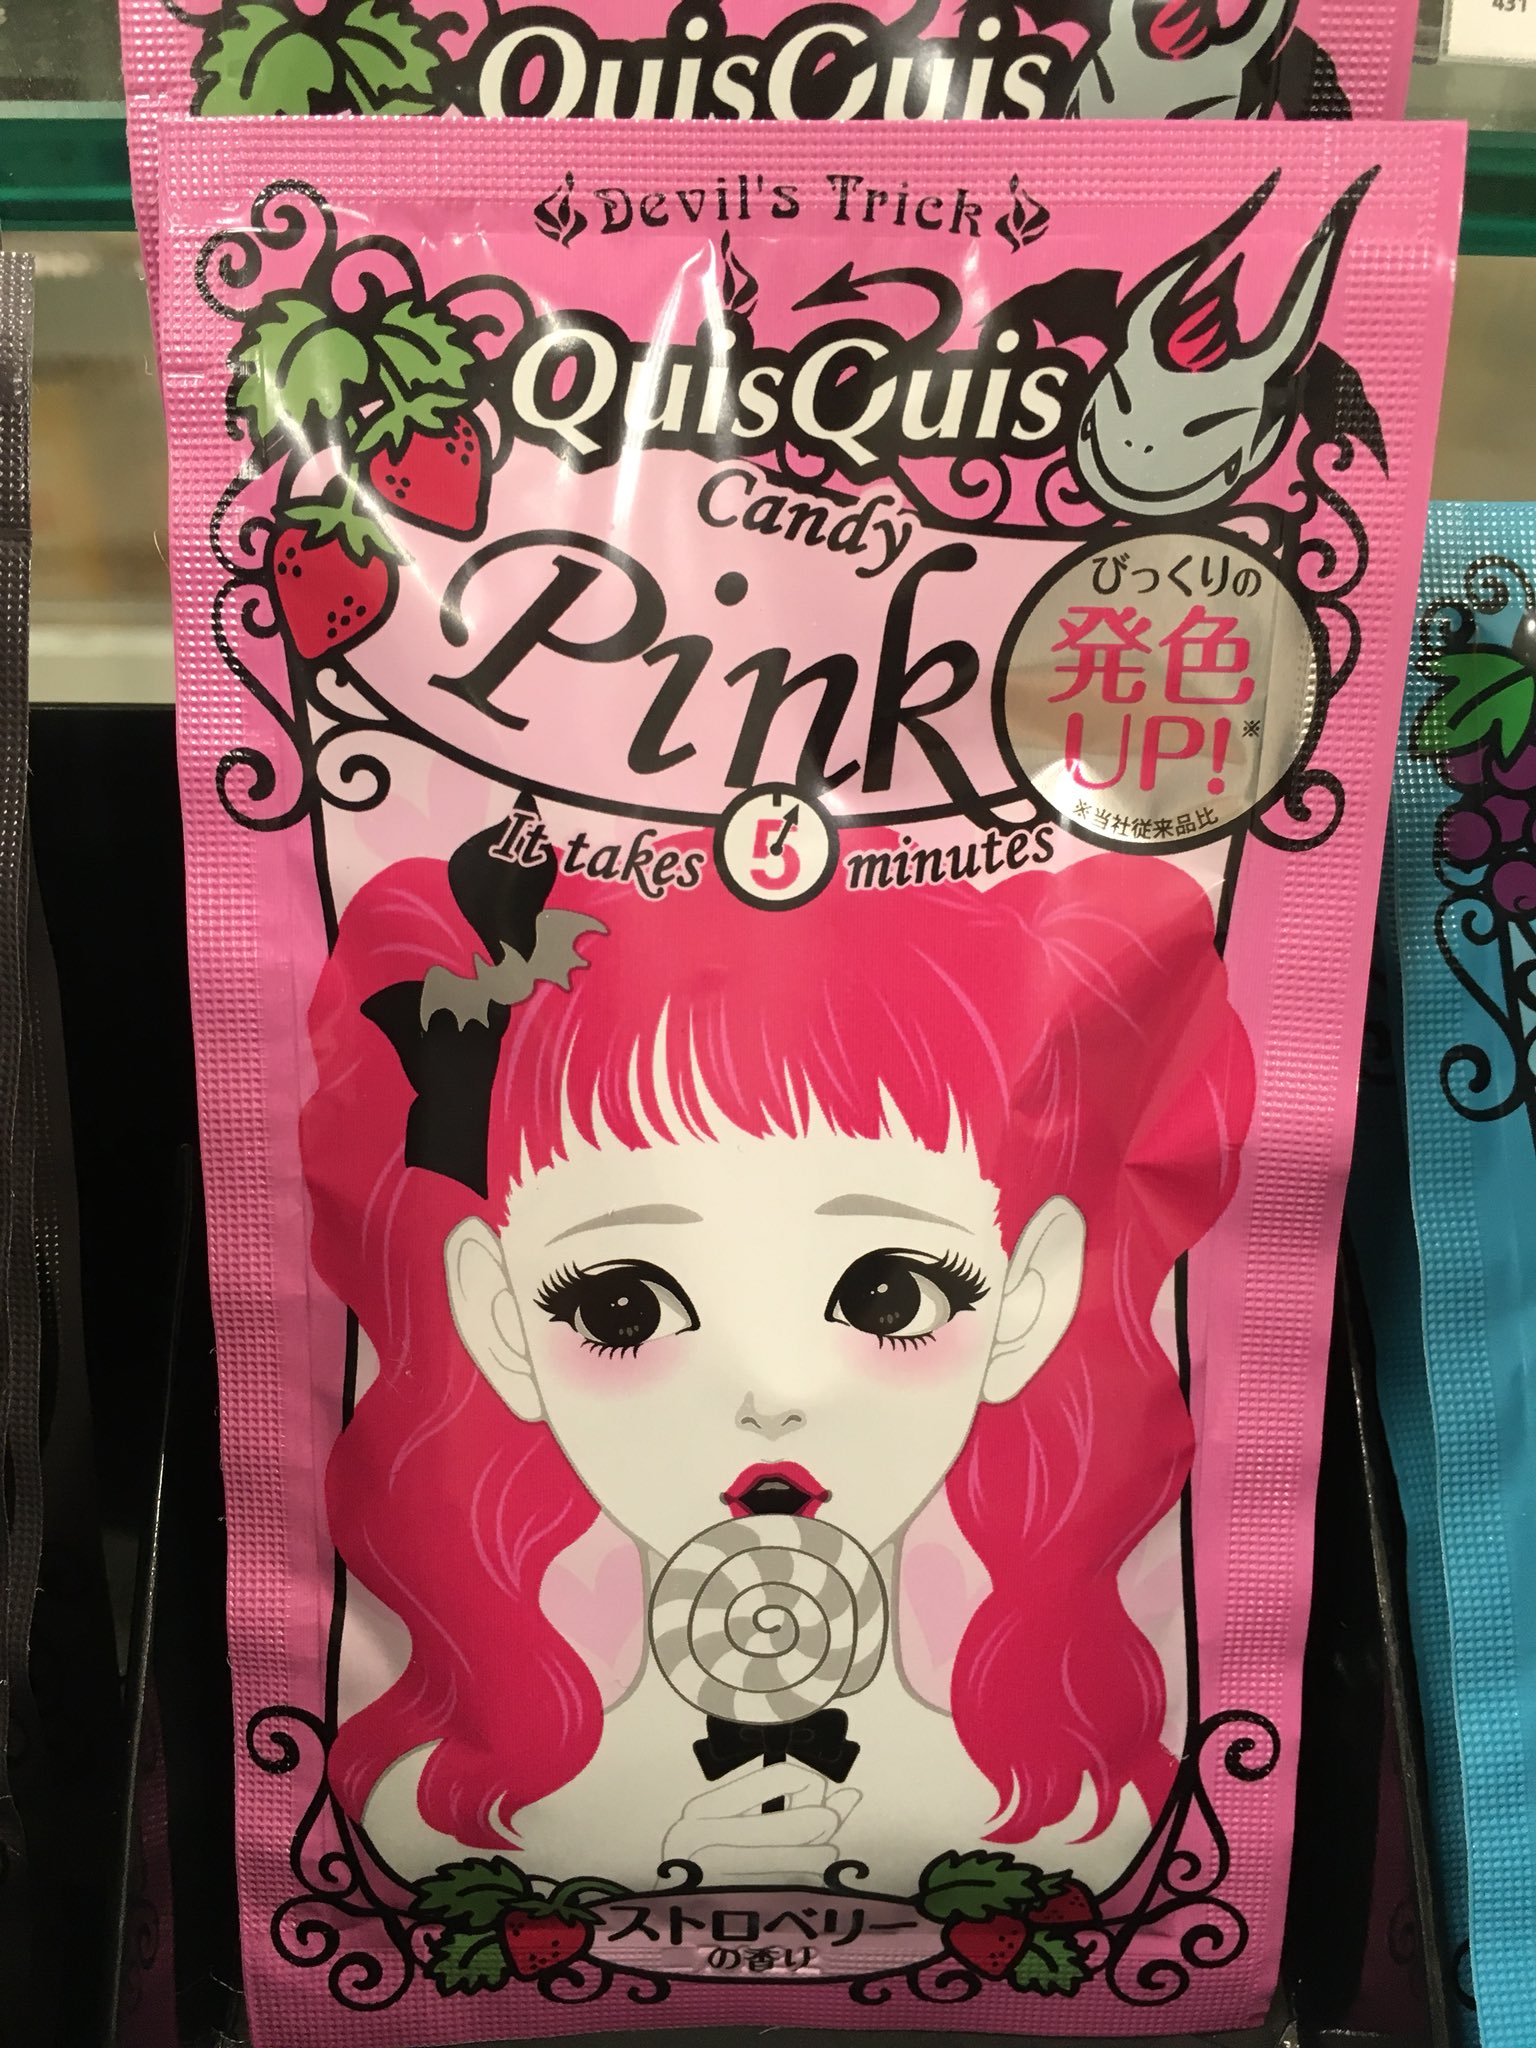 431
QuisQuis
Devil's Trick
QuisQuis
Candy
Pink
びっくりの
発色
UP!※
※当社従来品比
It takes 5 minutes
ストロベリー
の香り